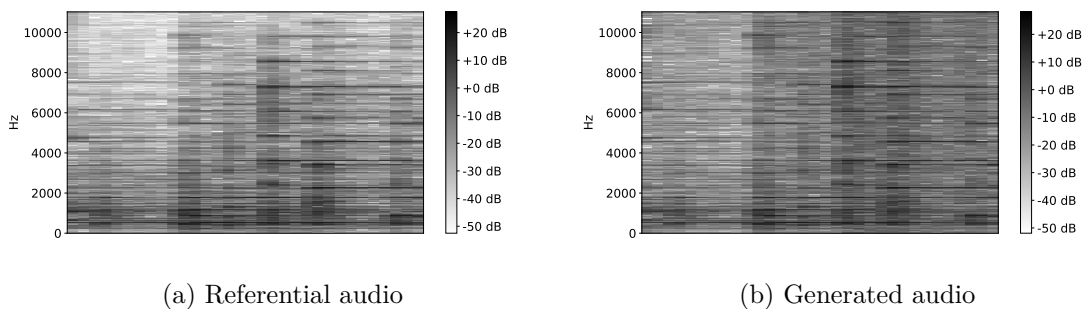 10000
8000
6000
4000
2000
0
Hz
+20 dB
+10 dB
+0 dB
-10 dB
-20 dB
-30 dB
-40 dB
-50 dB
(a) Referential audio
10000
8000
6000
4000
2000
0
Hz
+20 dB
+10 dB
+0 dB
-10 dB
-20 dB
-30 dB
-40 dB
-50 dB
(b) Generated audio